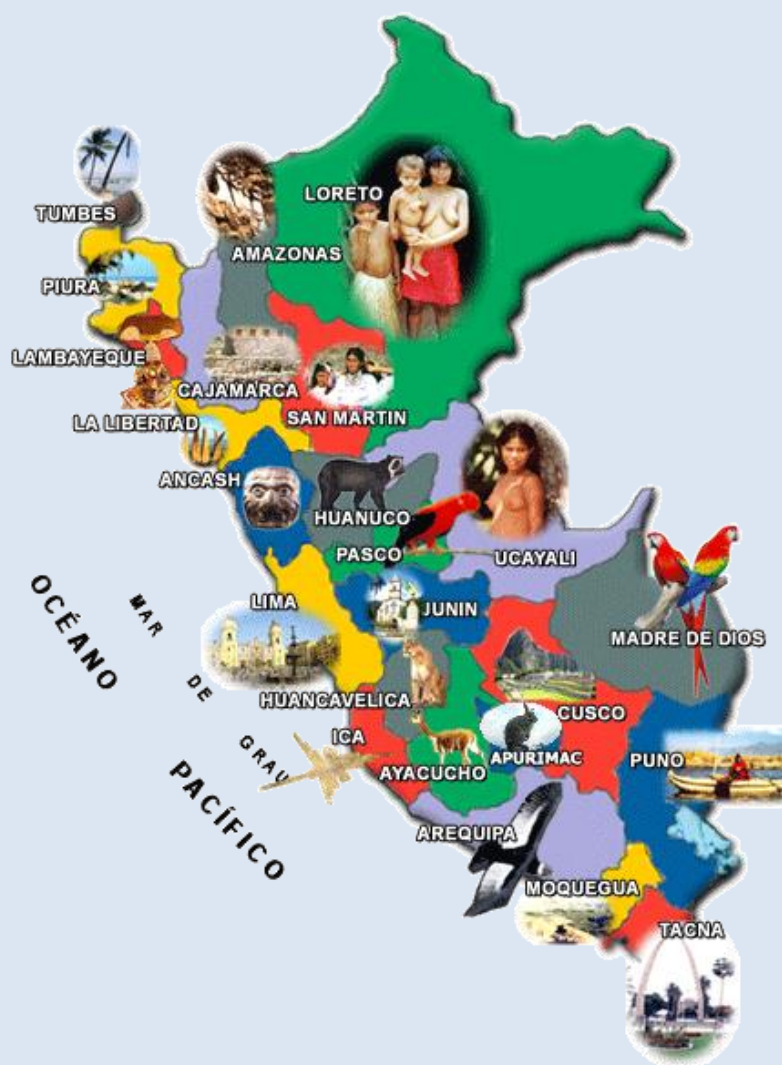 LORETO
TUMBES
AMAZONAS
PIURA
LAMBAYEQUE
CAJAMARCA
SAN MARTIN
LA LIBERTAD
ANCASH
HUANUCO
PASCO
UCAYALI
LIMA
JUNIN
MADRE DE DIOS
HUANCAVELICA
CUSCO
ICA
APURIMAC
PUNO
AYACUCHO
AREQUIPA
MOQUEGUA
TACNA
MAR DE GRAU
OCÉANO PACÍFICO